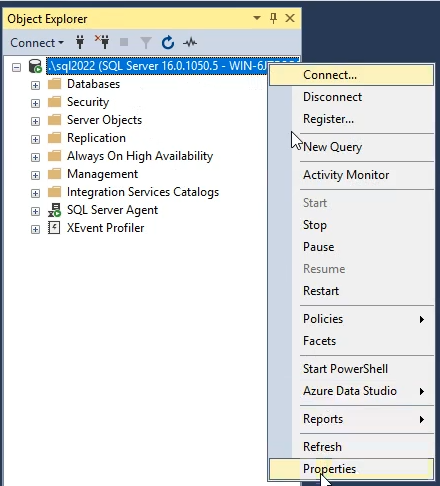 Object Explorer
Connect
.\sql2022 (SQL Server 16.0.1050.5 - WIN-6J
Databases
Security
Server Objects
Replication
Always On High Availability
Management
Integration Services Catalogs
SQL Server Agent
XEvent Profiler
Connect...
Disconnect
Register...
New Query
Activity Monitor
Start
Stop
Pause
Resume
Restart
Policies
Facets
Start PowerShell
Azure Data Studio
Reports
Refresh
Properties